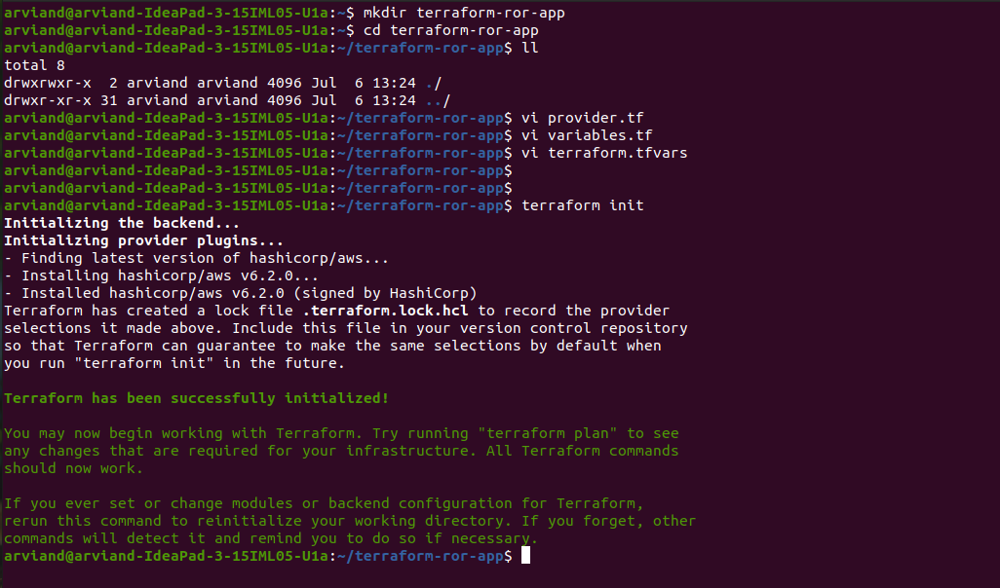 arviand@arviand-IdeaPad-3-15IML05-U1a:~$ mkdir terraform-ror-app
arviand@arviand-IdeaPad-3-15IML05-U1a:~$ cd terraform-ror-app
arviand@arviand-IdeaPad-3-15IML05-U1a:~/terraform-ror-app$ ll
total 8
drwxrwxr-x  2 arviand arviand 4096 Jul  6 13:24 ./
drwxr-xr-x 31 arviand arviand 4096 Jul  6 13:24 ../
arviand@arviand-IdeaPad-3-15IML05-U1a:~/terraform-ror-app$ vi provider.tf
arviand@arviand-IdeaPad-3-15IML05-U1a:~/terraform-ror-app$ vi variables.tf
arviand@arviand-IdeaPad-3-15IML05-U1a:~/terraform-ror-app$ vi terraform.tfvars
arviand@arviand-IdeaPad-3-15IML05-U1a:~/terraform-ror-app$
arviand@arviand-IdeaPad-3-15IML05-U1a:~/terraform-ror-app$
arviand@arviand-IdeaPad-3-15IML05-U1a:~/terraform-ror-app$ terraform init
Initializing the backend...
Initializing provider plugins...
- Finding latest version of hashicorp/aws...
- Installing hashicorp/aws v6.2.0...
- Installed hashicorp/aws v6.2.0 (signed by HashiCorp)
Terraform has created a lock file .terraform.lock.hcl to record the provider
selections it made above. Include this file in your version control repository
so that Terraform can guarantee to make the same selections by default when
you run "terraform init" in the future.

Terraform has been successfully initialized!

You may now begin working with Terraform. Try running "terraform plan" to see
any changes that are required for your infrastructure. All Terraform commands
should now work.

If you ever set or change modules or backend configuration for Terraform,
rerun this command to reinitialize your working directory. If you forget, other
commands will detect it and remind you to do so if necessary.
arviand@arviand-IdeaPad-3-15IML05-U1a:~/terraform-ror-app$